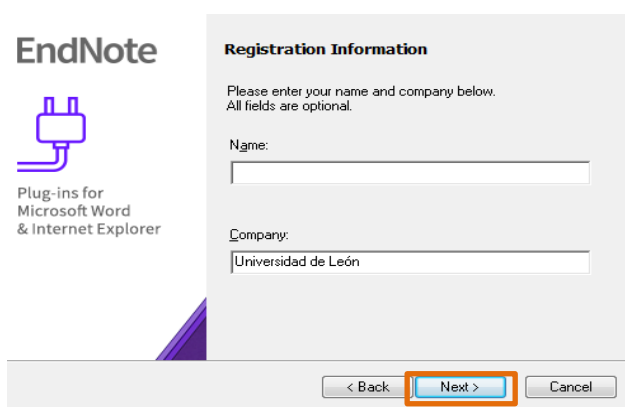 EndNote
Plug-ins for
Microsoft Word
& Internet Explorer
Registration Information
Please enter your name and company below.
All fields are optional.
Name:
Company:
Universidad de León
< Back
Next >
Cancel